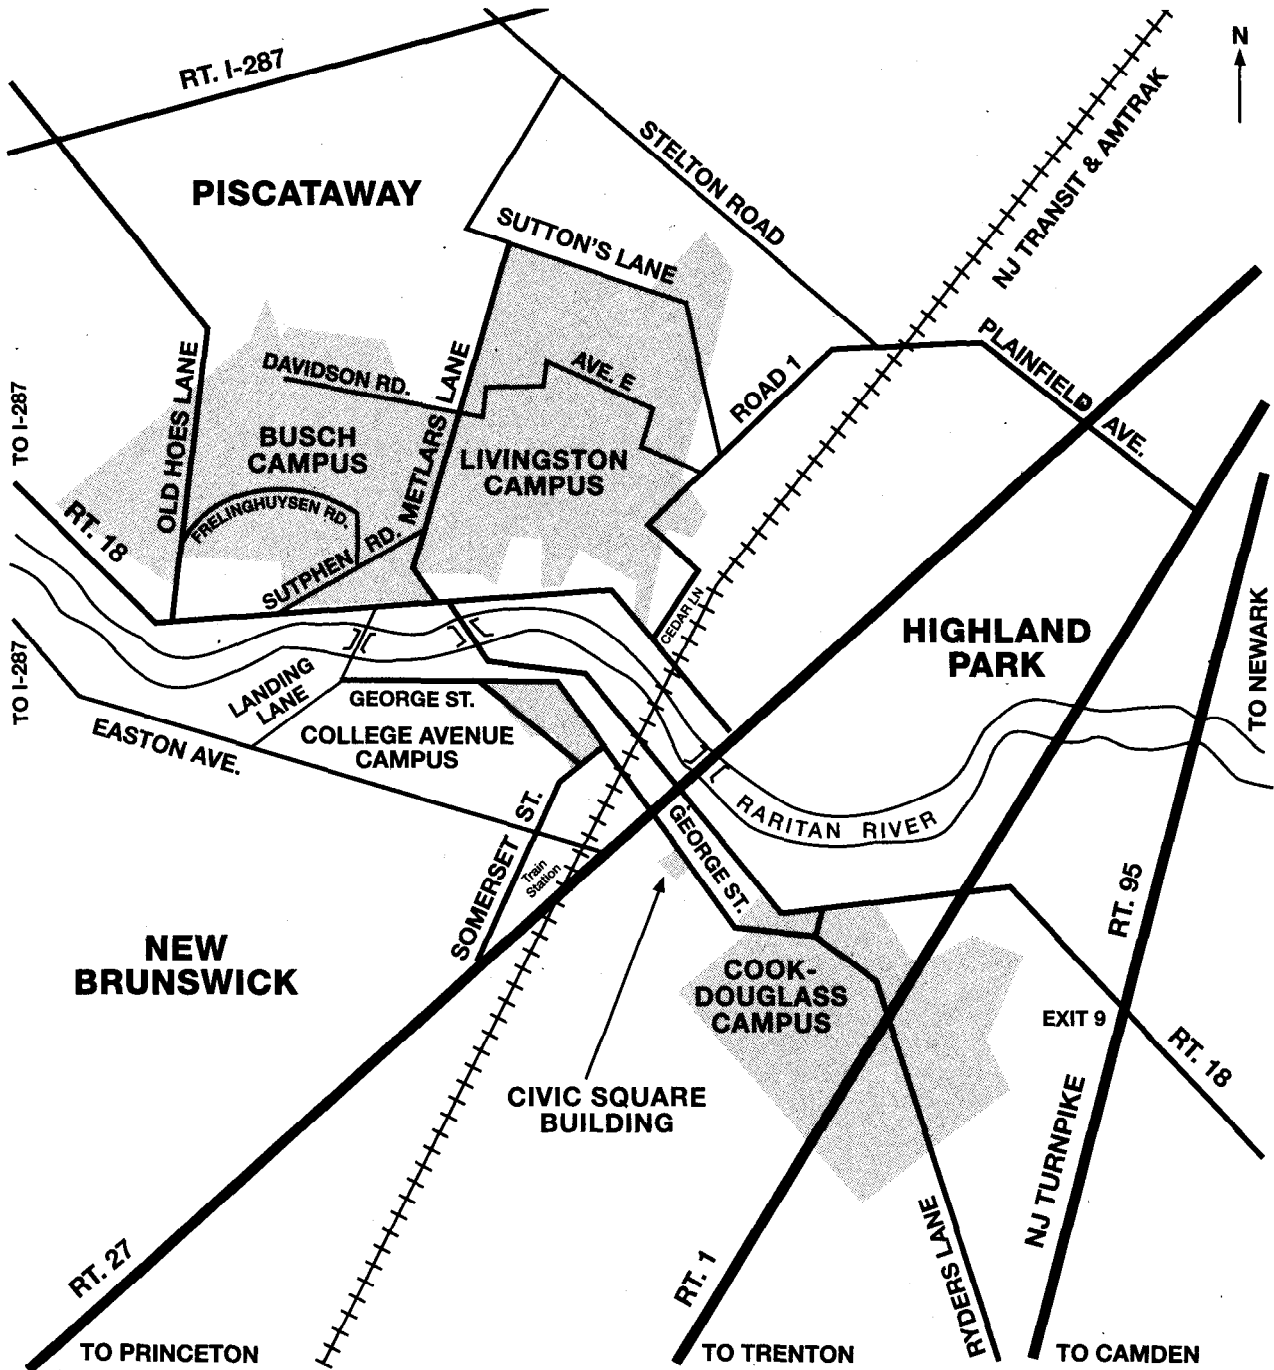 N
RT. I-287
STELTON ROAD
NJ TRANSIT & AMTRAK
PISCATAWAY
SUTTON'S LANE
PLAINFIELD AVE.
OLD HOES LANE
DAVIDSON RD.
METLARS LANE
AVE. E
ROAD 1
TO I-287
BUSCH
CAMPUS
LIVINGSTON
CAMPUS
RT. 18
FRELINGHUYSEN RD.
SUTPHEN RD.
CEDAR LN
HIGHLAND
PARK
TO NEWARK
TO I-287
LANDING
LANE
GEORGE ST.
EASTON AVE.
COLLEGE AVENUE
CAMPUS
SOMERSET ST.
Train
Station
GEORGE ST.
RARITAN RIVER
RT. 95
NEW
BRUNSWICK
COOK-
DOUGLASS
CAMPUS
EXIT 9
RT. 18
CIVIC SQUARE
BUILDING
NJ TURNPIKE
RYDERS LANE
RT. 27
RT. 1
TO PRINCETON
TO TRENTON
TO CAMDEN